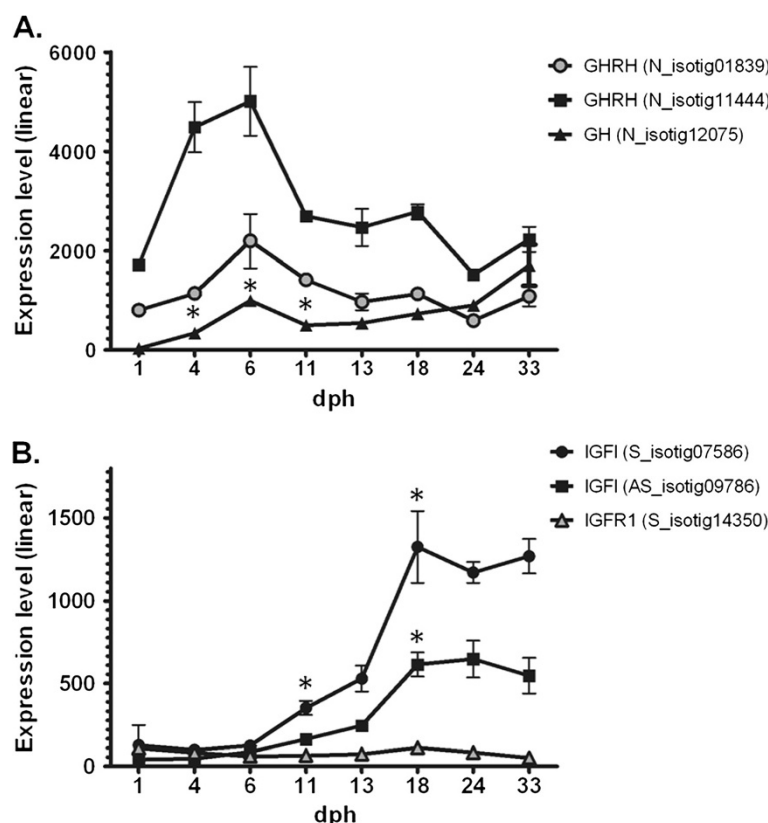 A.
Expression level (linear)
6000
4000
2000
0
GHRH (N_isotig01839)
GHRH (N_isotig11444)
GH (N_isotig12075)
* * *
1 4 6 11 13 18 24 33
dph
B.
Expression level (linear)
1500
1000
500
0
IGFI (S_isotig07586)
IGFI (AS_isotig09786)
IGFR1 (S_isotig14350)
*
*
*
1 4 6 11 13 18 24 33
dph